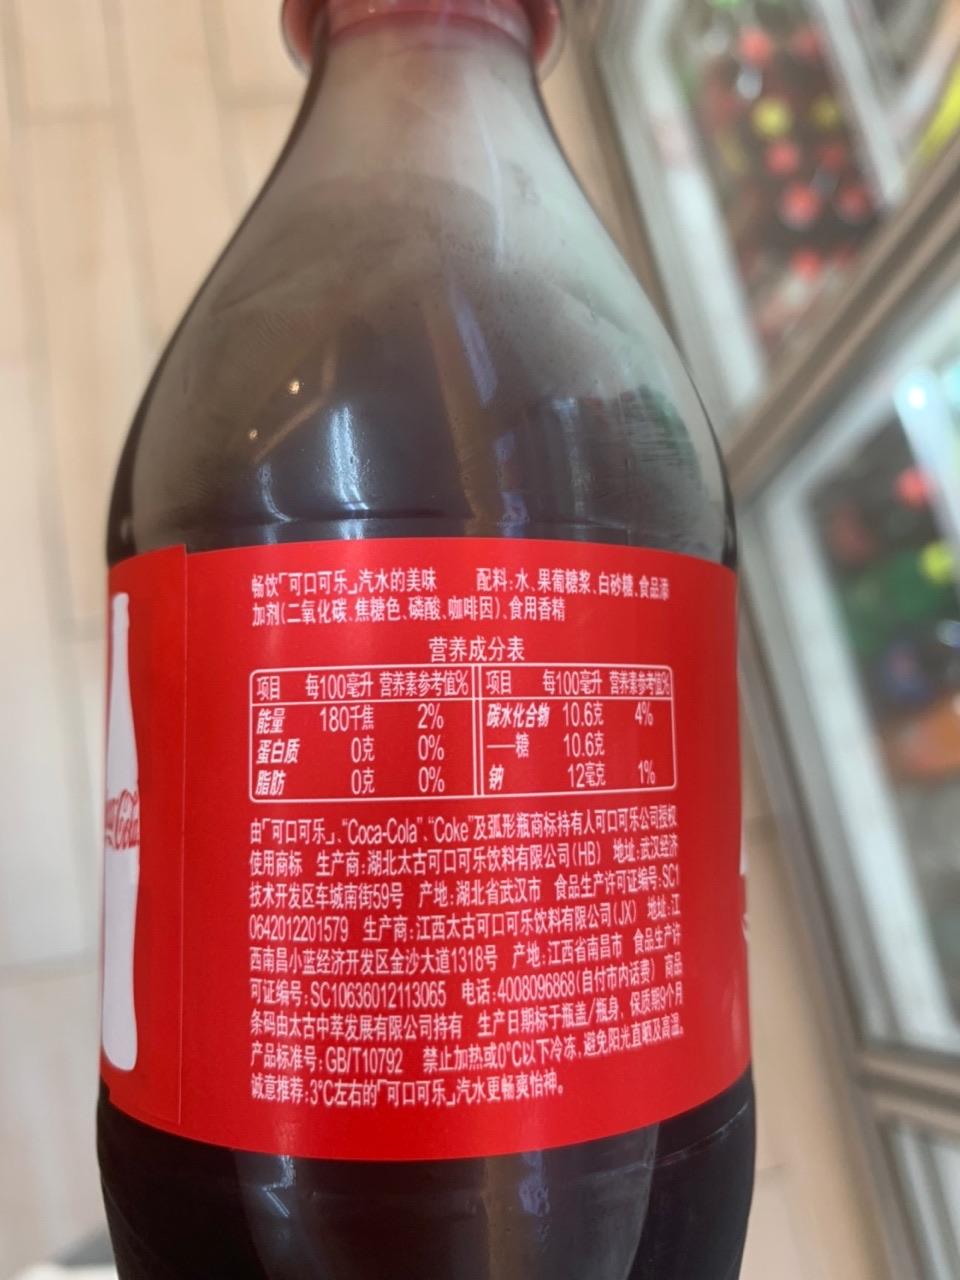 畅饮「可口可乐」汽水的美味 配料:水、果葡糖浆、白砂糖、食品添
加剂(二氧化碳、焦糖色、磷酸、咖啡因)、食用香精
营养成分表
项目 每100毫升 营养素参考值% 项目 每100毫升 营养素参考值%
能量 180千焦 2% 碳水化合物 10.6克 4%
蛋白质 0克 0% —糖 10.6克
脂肪 0克 0% 钠 12毫克 1%
由「可口可乐」、“Coca-Cola”、“Coke”及弧形瓶商标持有人可口可乐公司授权
使用商标 生产商:湖北太古可口可乐饮料有限公司(HB) 地址:武汉经济
技术开发区车城南街59号 产地:湖北省武汉市 食品生产许可证编号:SC1
0642012201579 生产商:江西太古可口可乐饮料有限公司(JX) 地址:江
西南昌小蓝经济开发区金沙大道1318号 产地:江西省南昌市 食品生产许
可证编号:SC10636012113065 电话:4008096868(自付市内话费) 商品
条码由太古中萃发展有限公司持有 生产日期标于瓶盖/瓶身、保质期9个月
产品标准号:GB/T10792 禁止加热或0°C以下冷冻,避免阳光直晒及高温。
诚意推荐:3°C左右的「可口可乐」汽水更畅爽怡神。
Cola